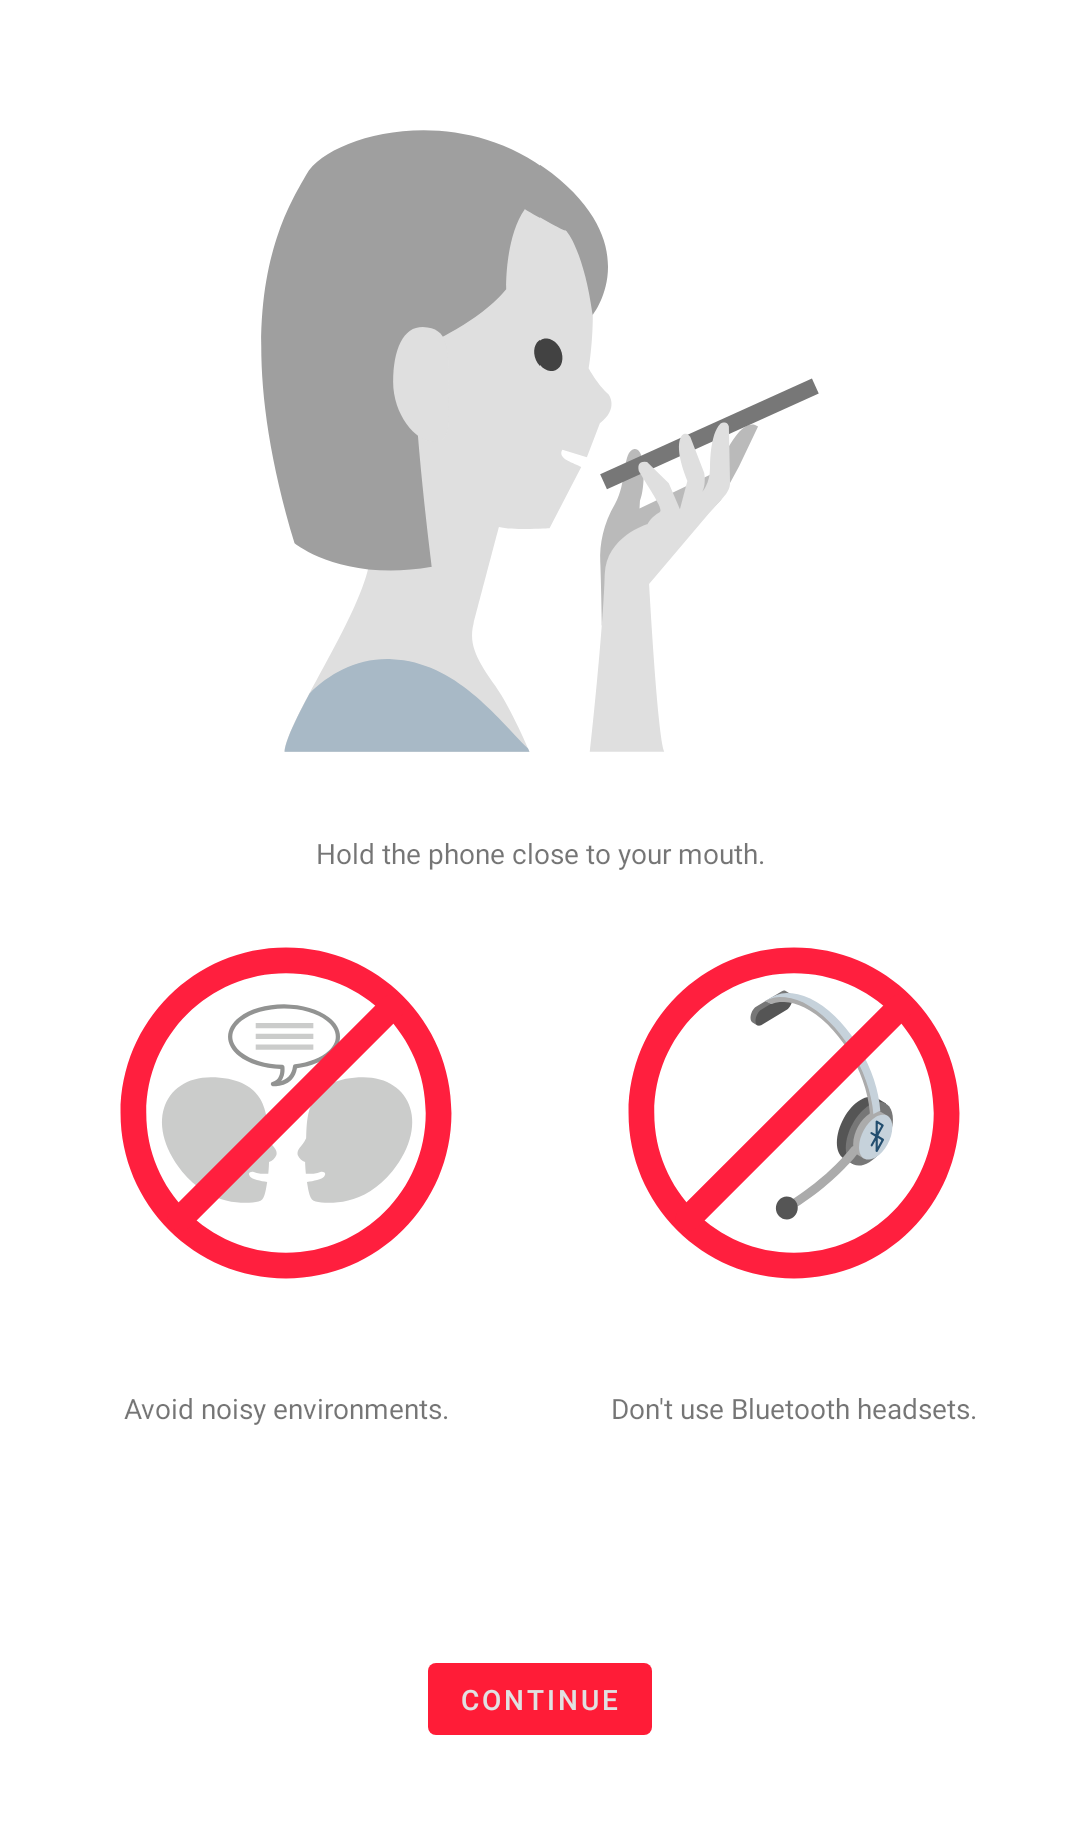 Hold the phone close to your mouth.
Avoid noisy environments.
Don't use Bluetooth headsets.
CONTINUE